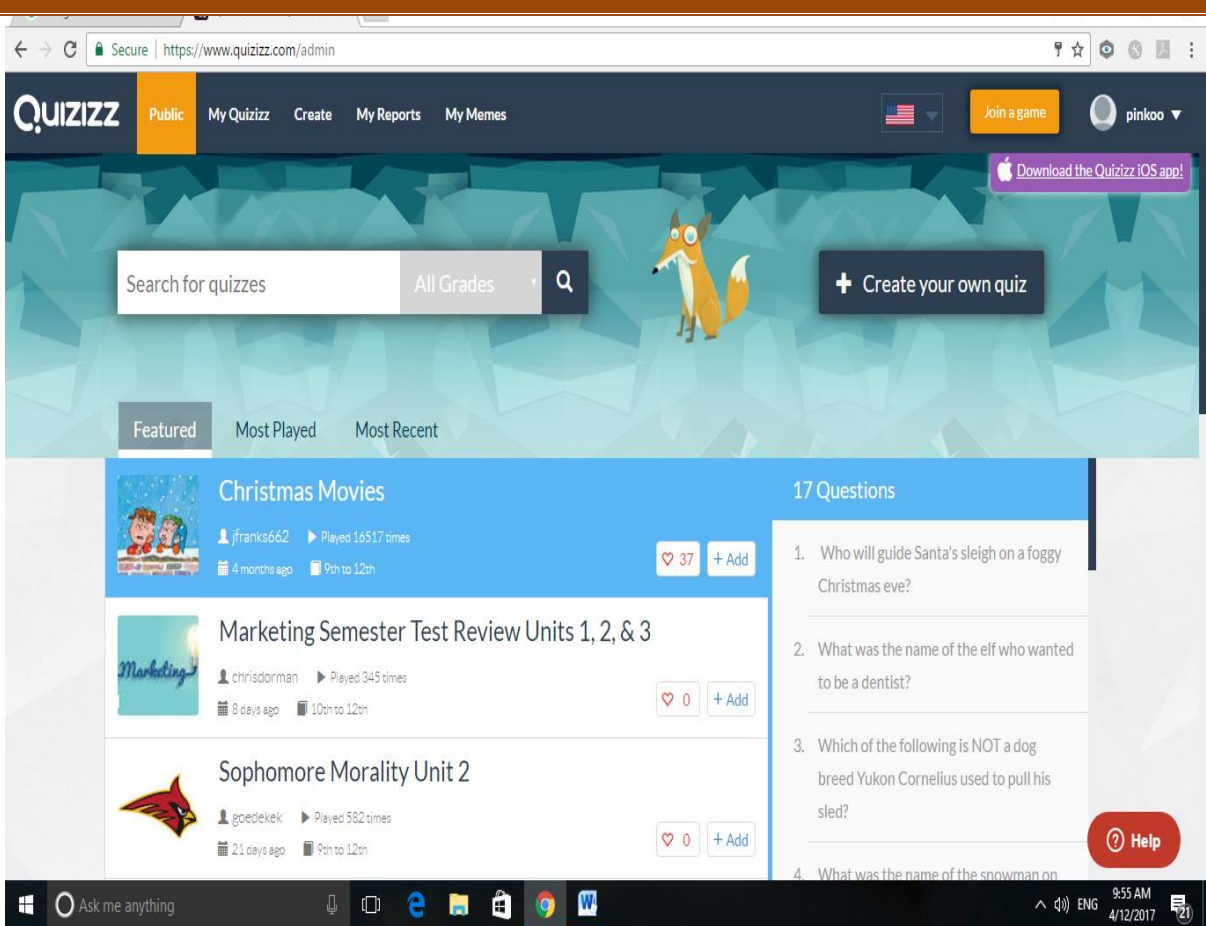 Secure | https://www.quizizz.com/admin
QUIZIZZ Public My Quizizz Create My Reports My Memes Join a game pinkoo
Download the Quizizz iOS app!
Search for quizzes All Grades + Create your own quiz
Featured Most Played Most Recent
Christmas Movies
jfranks662 Played 16517 times
4 months ago 9th to 12th
37 + Add
Marketing
Marketing Semester Test Review Units 1, 2, & 3
chrisdorman Played 345 times
8 days ago 10th to 12th
0 + Add
Sophomore Morality Unit 2
goedekek Played 582 times
21 days ago 9th to 12th
0 + Add
17 Questions
1. Who will guide Santa's sleigh on a foggy
Christmas eve?
2. What was the name of the elf who wanted
to be a dentist?
3. Which of the following is NOT a dog
breed Yukon Cornelius used to pull his
sled?
4. What was the name of the snowman on
? Help
Ask me anything
ENG 9:55 AM
4/12/2017 21